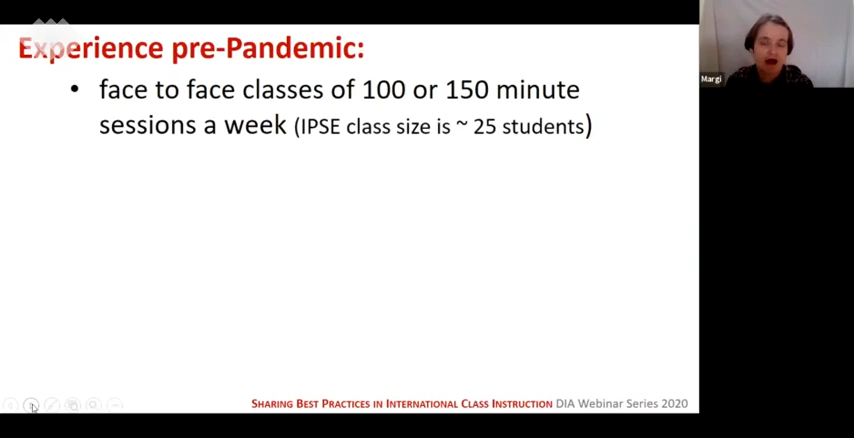 Experience pre-Pandemic:
• face to face classes of 100 or 150 minute
sessions a week (IPSE class size is ~ 25 students)
Margi
SHARING BEST PRACTICES IN INTERNATIONAL CLASS INSTRUCTION DIA Webinar Series 2020